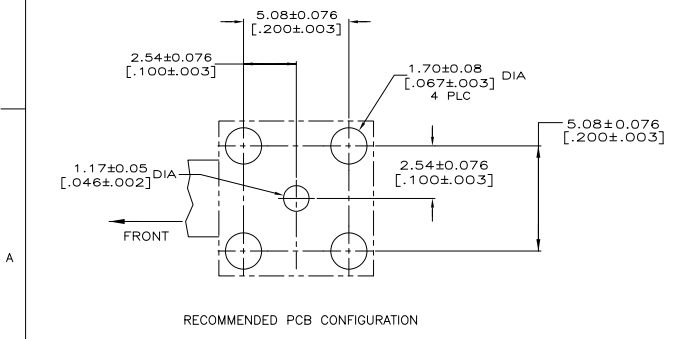 5.08±0.076
[.200±.003]
2.54±0.076
[.100±.003]
1.70±0.08
[.067±.003] DIA
4 PLC
5.08±0.076
[.200±.003]
2.54±0.076
[.100±.003]
1.17±0.05
[.046±.002] DIA
FRONT
A
RECOMMENDED PCB CONFIGURATION